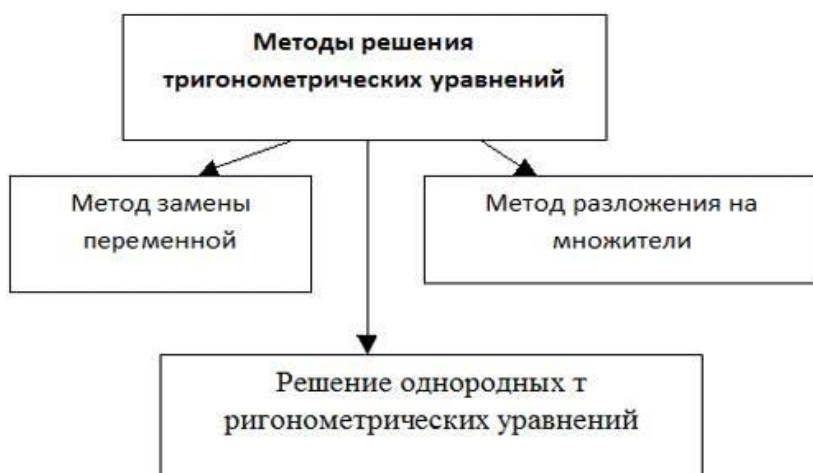 Методы решения
тригонометрических уравнений
Метод замены
переменной
Метод разложения на
множители
Решение однородных т
ригонометрических уравнений